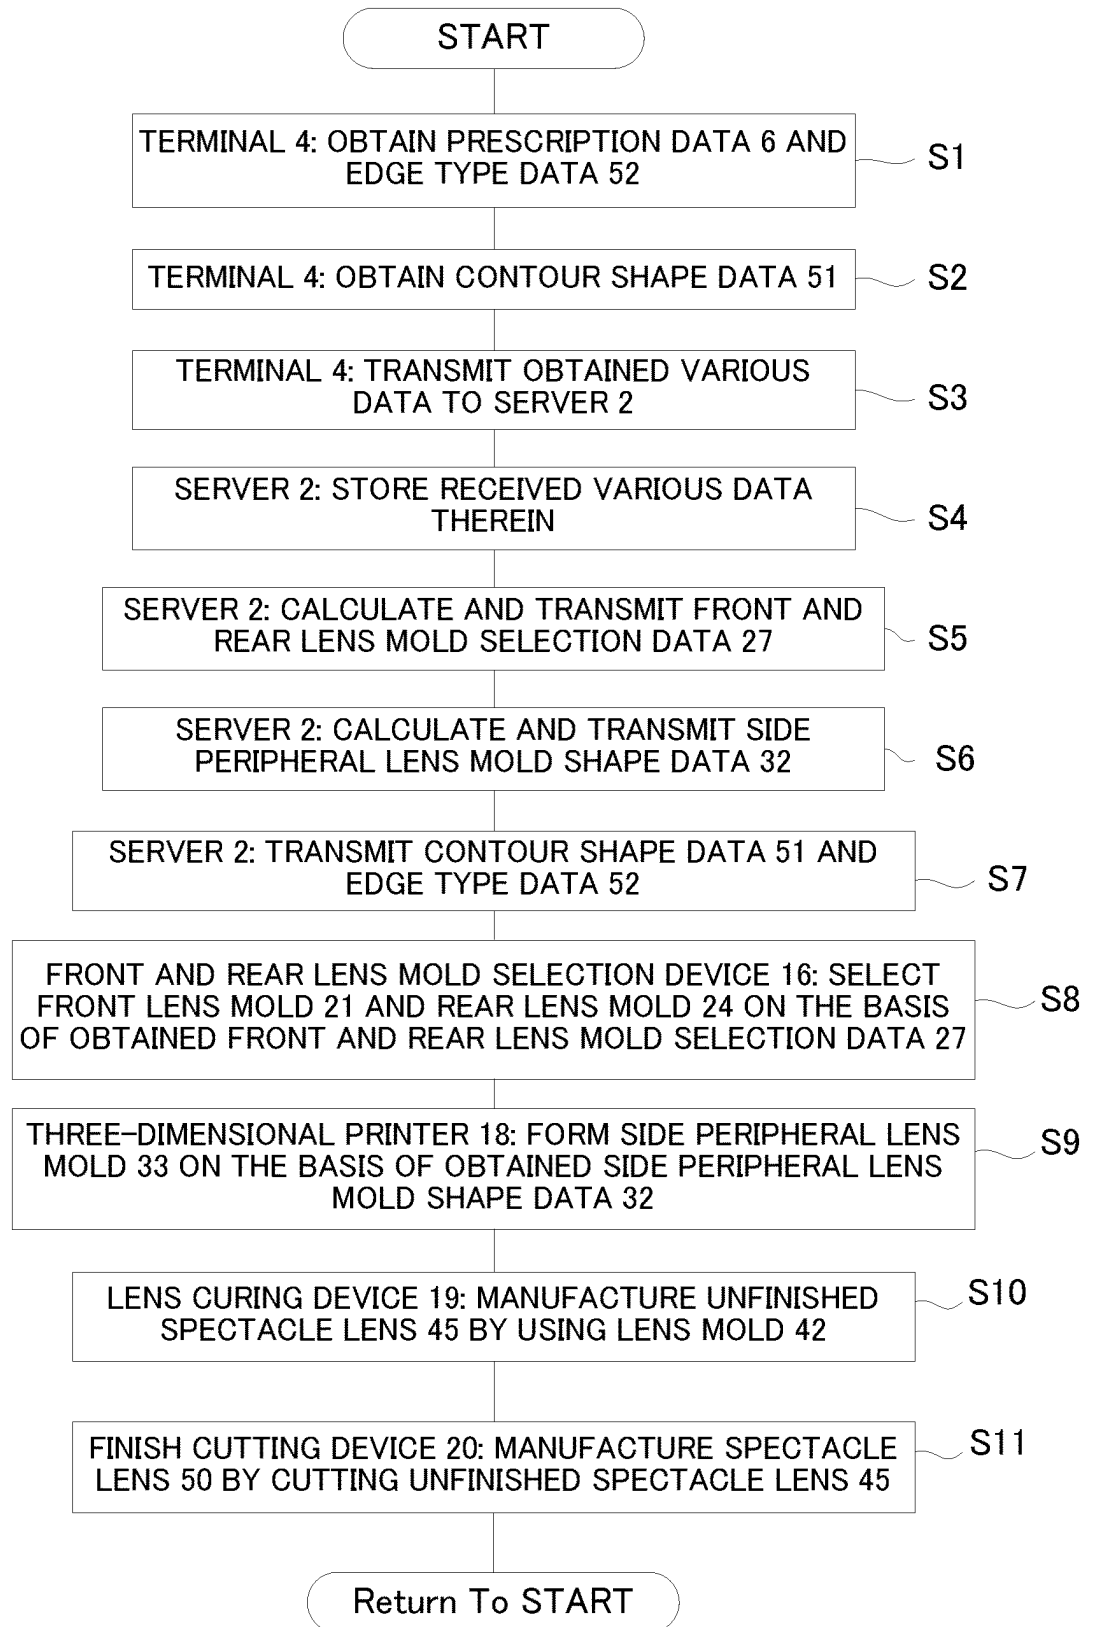 START
TERMINAL 4: OBTAIN PRESCRIPTION DATA 6 AND
EDGE TYPE DATA 52
S1
TERMINAL 4: OBTAIN CONTOUR SHAPE DATA 51
S2
TERMINAL 4: TRANSMIT OBTAINED VARIOUS
DATA TO SERVER 2
S3
SERVER 2: STORE RECEIVED VARIOUS DATA
THEREIN
S4
SERVER 2: CALCULATE AND TRANSMIT FRONT AND
REAR LENS MOLD SELECTION DATA 27
S5
SERVER 2: CALCULATE AND TRANSMIT SIDE
PERIPHERAL LENS MOLD SHAPE DATA 32
S6
SERVER 2: TRANSMIT CONTOUR SHAPE DATA 51 AND
EDGE TYPE DATA 52
S7
FRONT AND REAR LENS MOLD SELECTION DEVICE 16: SELECT
FRONT LENS MOLD 21 AND REAR LENS MOLD 24 ON THE BASIS
OF OBTAINED FRONT AND REAR LENS MOLD SELECTION DATA 27
S8
THREE-DIMENSIONAL PRINTER 18: FORM SIDE PERIPHERAL LENS
MOLD 33 ON THE BASIS OF OBTAINED SIDE PERIPHERAL LENS
MOLD SHAPE DATA 32
S9
LENS CURING DEVICE 19: MANUFACTURE UNFINISHED
SPECTACLE LENS 45 BY USING LENS MOLD 42
S10
FINISH CUTTING DEVICE 20: MANUFACTURE SPECTACLE
LENS 50 BY CUTTING UNFINISHED SPECTACLE LENS 45
S11
Return To START